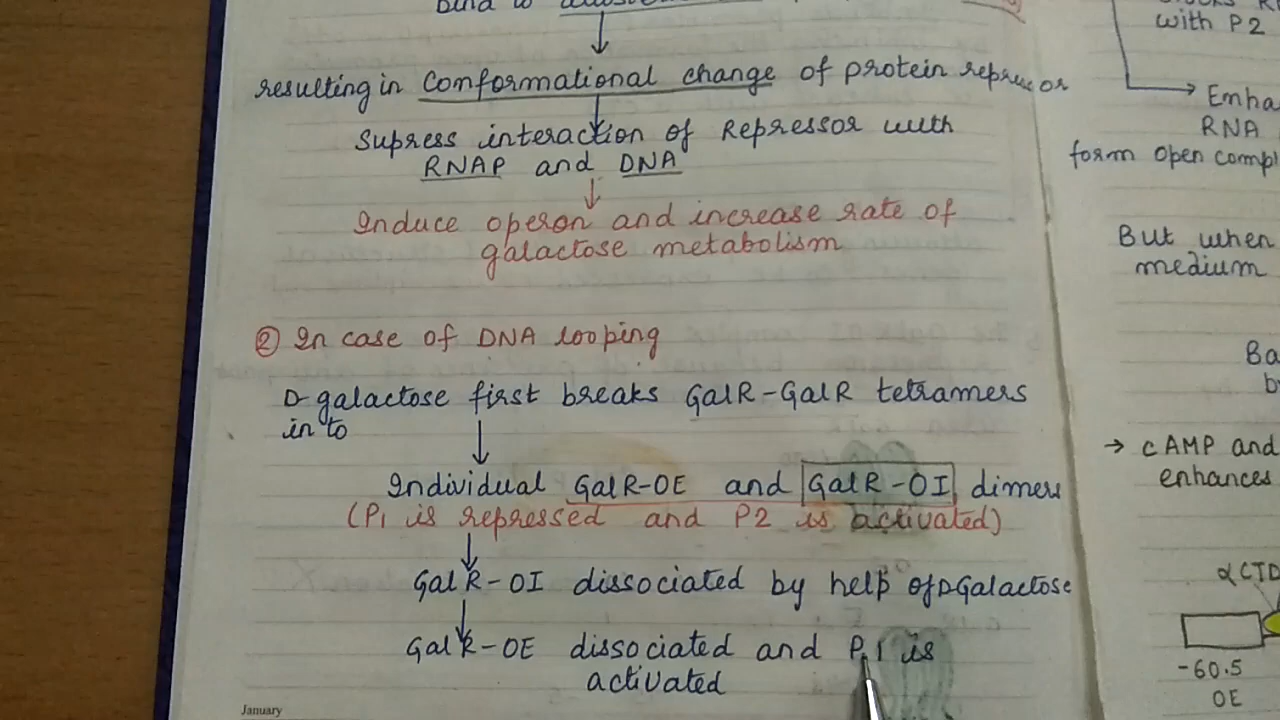 Bind to
resulting in Conformational change of protein repressor
Supress interaction of Repressor with
RNAP and DNA
Induce operon and increase rate of
galactose metabolism
② In case of DNA looping
D-galactose first breaks GalR-GalR tetramers
in to
Individual GalR-OE and GalR-OI dimers
(P1 is repressed and P2 is activated)
GalR-OI dissociated by help of D Galactose
GalR-OE dissociated and P1 is
activated
January
with P2
Enha
RNA
form open compl
But when
medium
Ba
b
→ cAMP and
enhances
αCTD
-60.5
OE